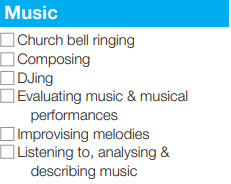 Music
Church bell ringing
Composing
DJing
Evaluating music & musical
performances
Improvising melodies
Listening to, analysing &
describing music